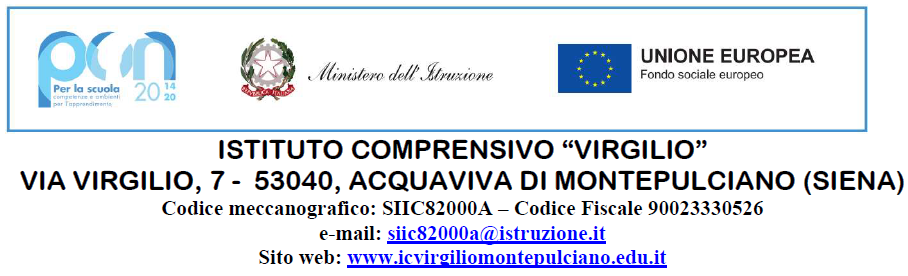 pon
Per la scuola
competenze e ambienti
per l'apprendimento
2014
20
Ministero dell'Istruzione
UNIONE EUROPEA
Fondo sociale europeo
ISTITUTO COMPRENSIVO “VIRGILIO”
VIA VIRGILIO, 7 - 53040, ACQUAVIVA DI MONTEPULCIANO (SIENA)
Codice meccanografico: SIIC82000A – Codice Fiscale 90023330526
e-mail: siic82000a@istruzione.it
Sito web: www.icvirgiliomontepulciano.edu.it